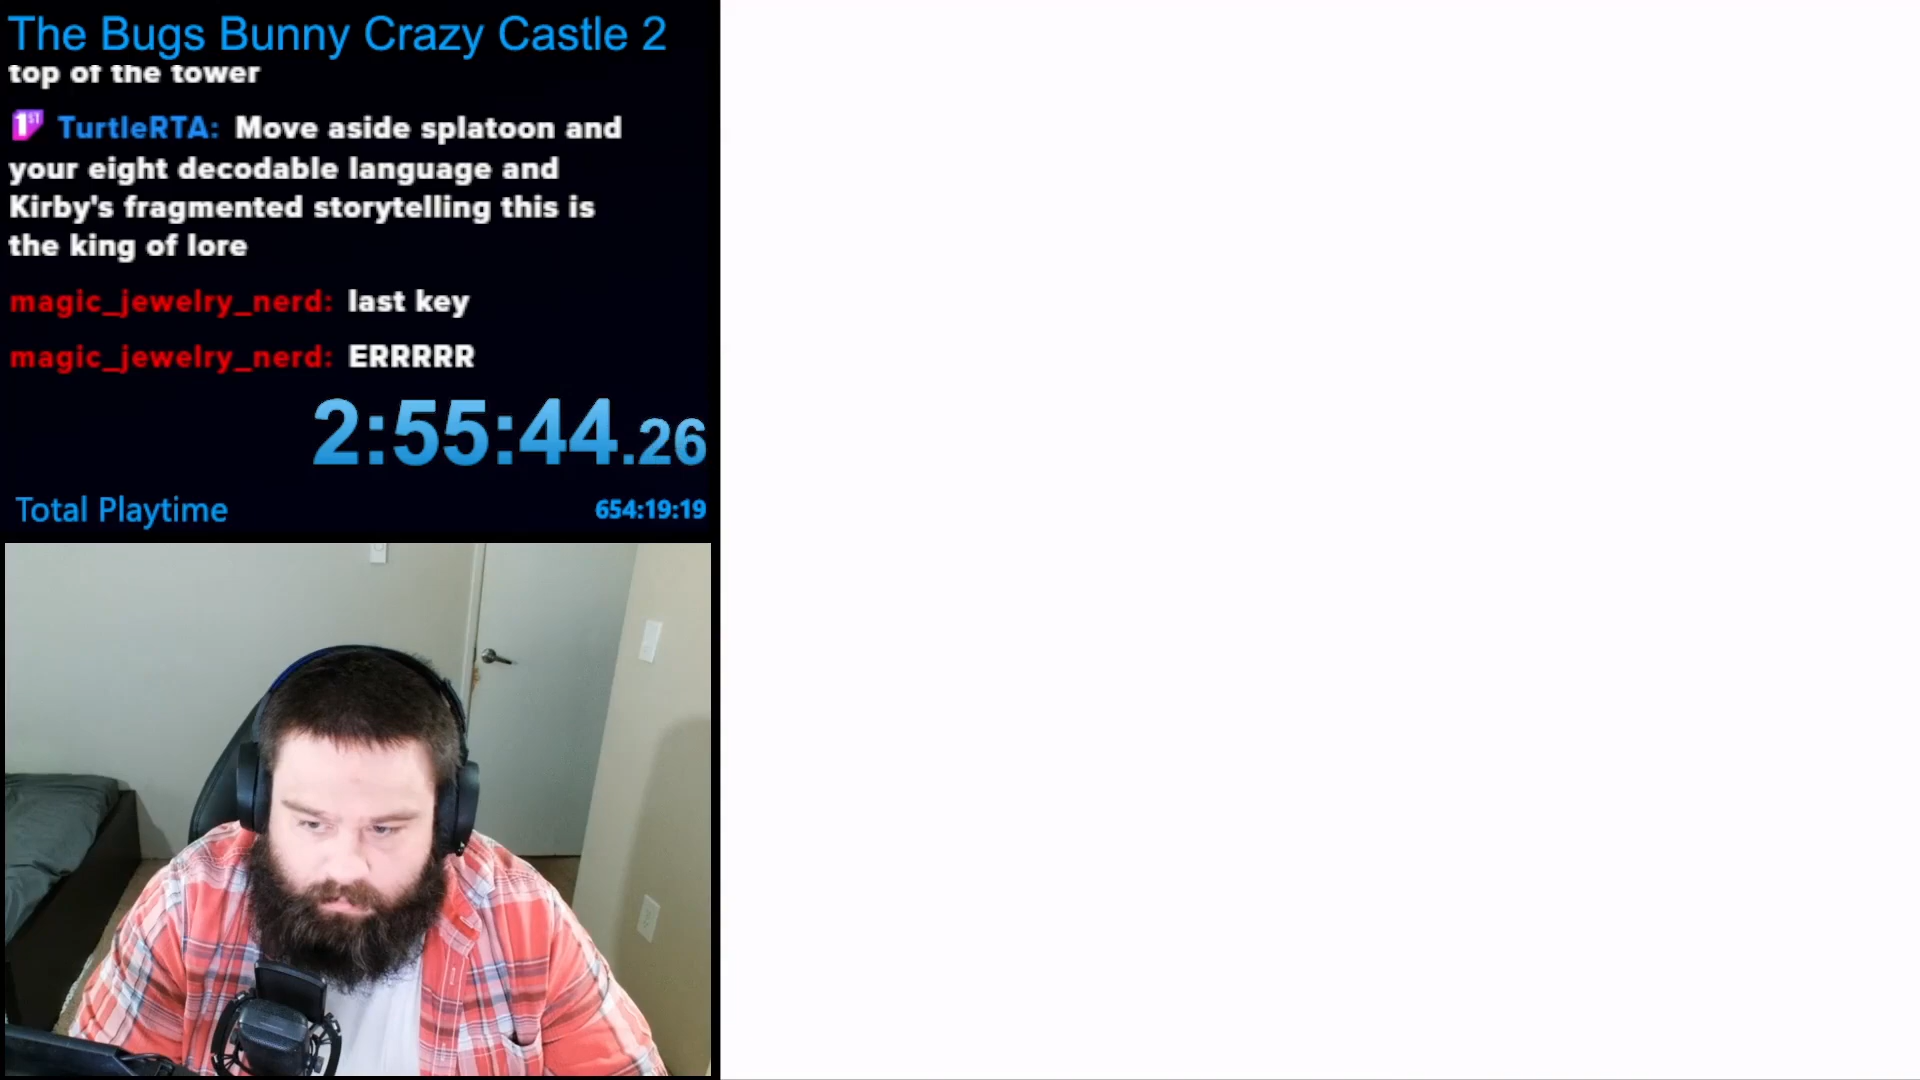 The Bugs Bunny Crazy Castle 2
top of the tower
1ST TurtleRTA: Move aside splatoon and
your eight decodable language and
Kirby's fragmented storytelling this is
the king of lore
magic_jewelry_nerd: last key
magic_jewelry_nerd: ERRRRR
2:55:44.26
Total Playtime 654:19:19